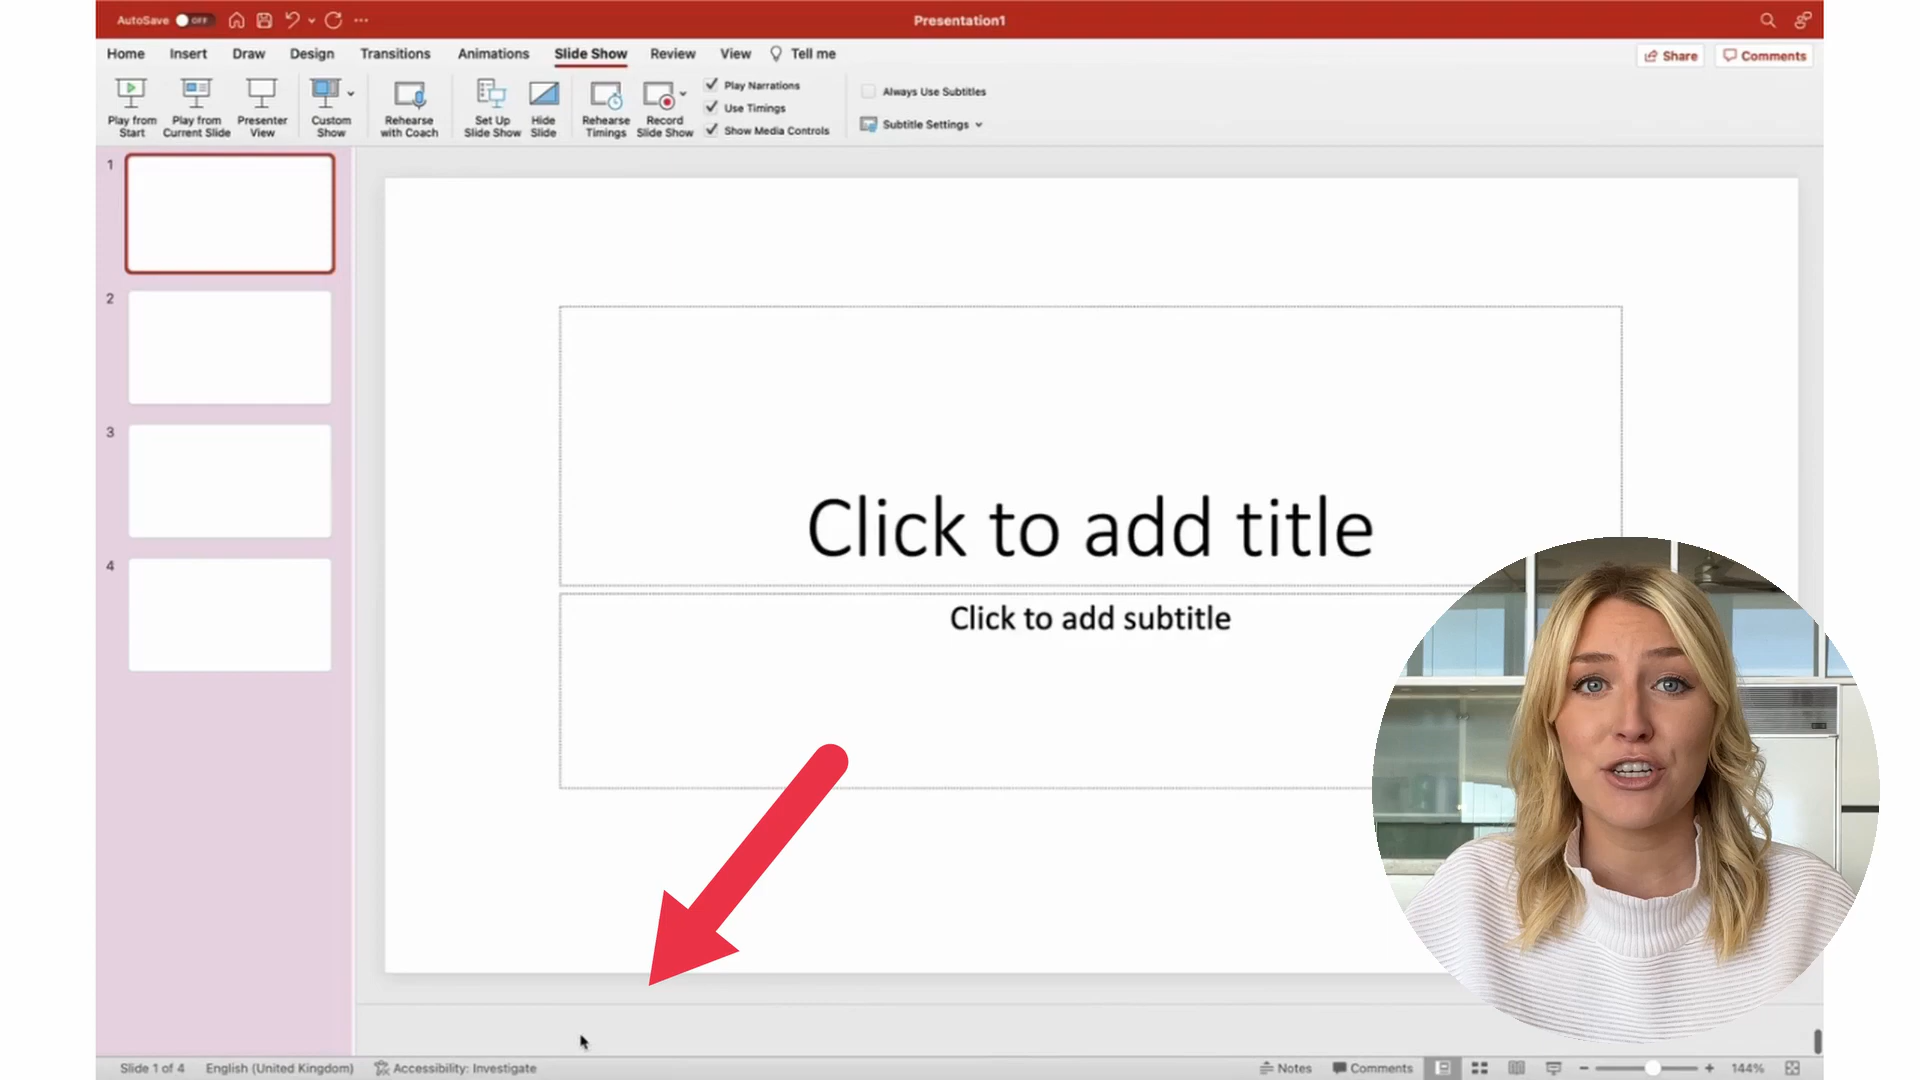 AutoSave OFF
Presentation1
Home Insert Draw Design Transitions Animations Slide Show Review View Tell me
Share Comments
Play from Start
Play from Current Slide
Presenter View
Custom Show
Rehearse with Coach
Set Up Slide Show
Hide Slide
Rehearse Timings
Record Slide Show
Play Narrations
Use Timings
Show Media Controls
Always Use Subtitles
Subtitle Settings
1
2
3
4
Click to add title
Click to add subtitle
Slide 1 of 4 English (United Kingdom) Accessibility: Investigate
Notes Comments 144%